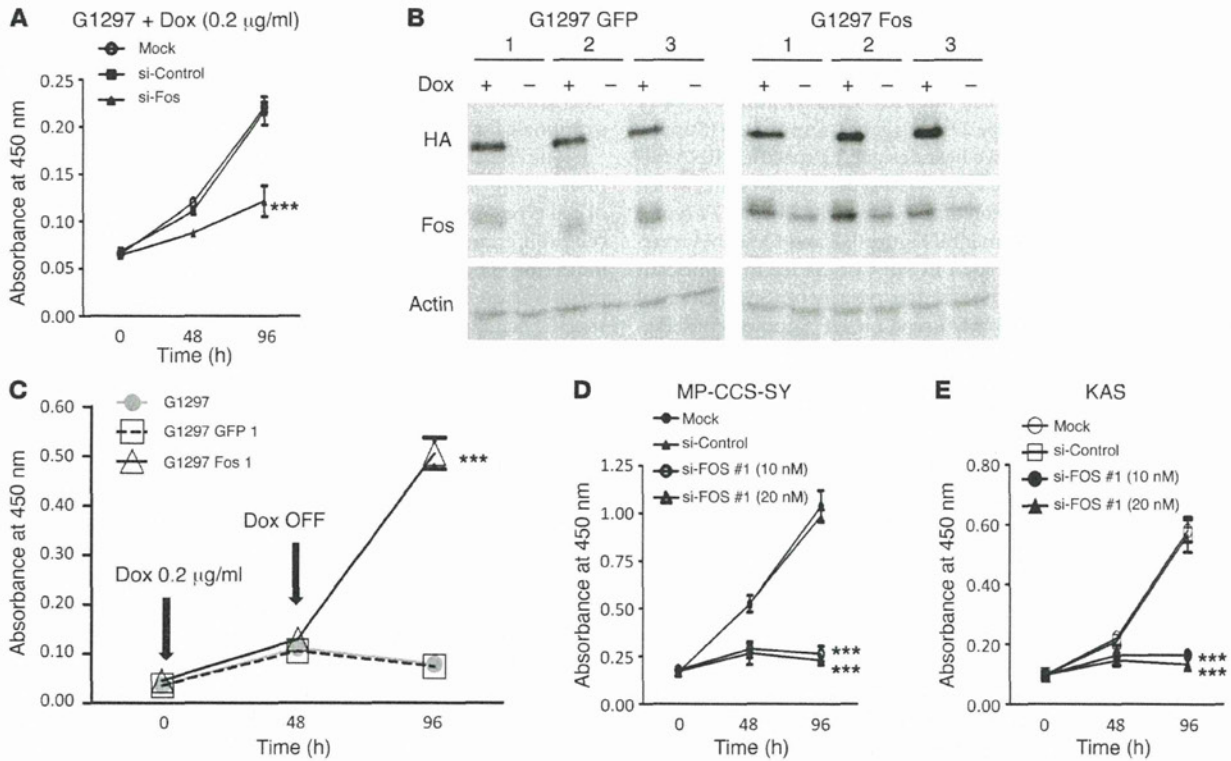 A
G1297 + Dox (0.2 μg/ml)
Mock
si-Control
si-Fos
Absorbance at 450 nm
0.25
0.20
0.15
0.10
0.05
0.00
***
0 48 96
Time (h)
B
G1297 GFP G1297 Fos
1 2 3 1 2 3
Dox + − + − + − + − + − + −
HA
Fos
Actin
C
G1297
G1297 GFP 1
G1297 Fos 1
Absorbance at 450 nm
0.60
0.50
0.40
0.30
0.20
0.10
0.00
***
Dox OFF
Dox 0.2 μg/ml
0 48 96
Time (h)
D
MP-CCS-SY
Mock
si-Control
si-FOS #1 (10 nM)
si-FOS #1 (20 nM)
Absorbance at 450 nm
1.25
1.00
0.75
0.50
0.25
0.00
***
***
0 48 96
Time (h)
E
KAS
Mock
si-Control
si-FOS #1 (10 nM)
si-FOS #1 (20 nM)
Absorbance at 450 nm
0.80
0.60
0.40
0.20
0.00
***
***
0 48 96
Time (h)